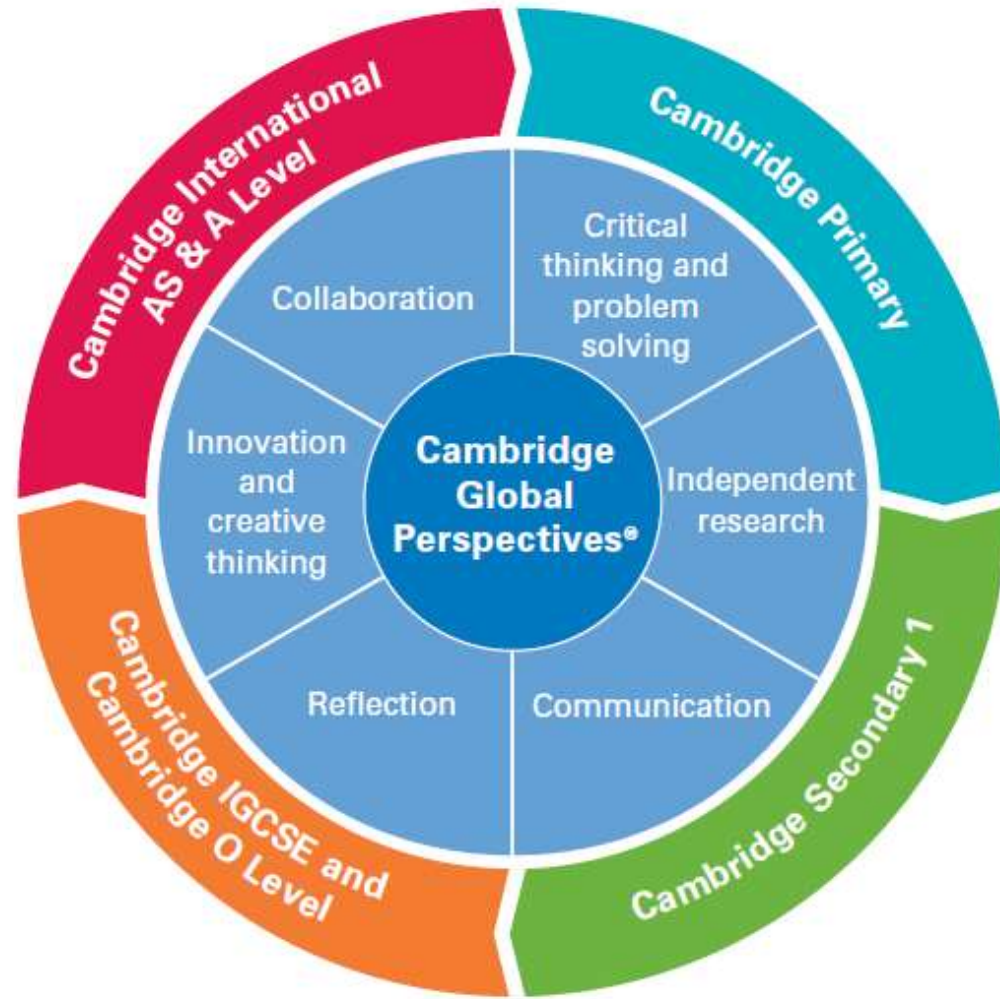 Cambridge International
AS & A Level
Cambridge Primary
Cambridge Secondary 1
Cambridge IGCSE and
Cambridge O Level
Collaboration
Critical
thinking and
problem
solving
Independent
research
Communication
Reflection
Innovation
and
creative
thinking
Cambridge
Global
Perspectives®